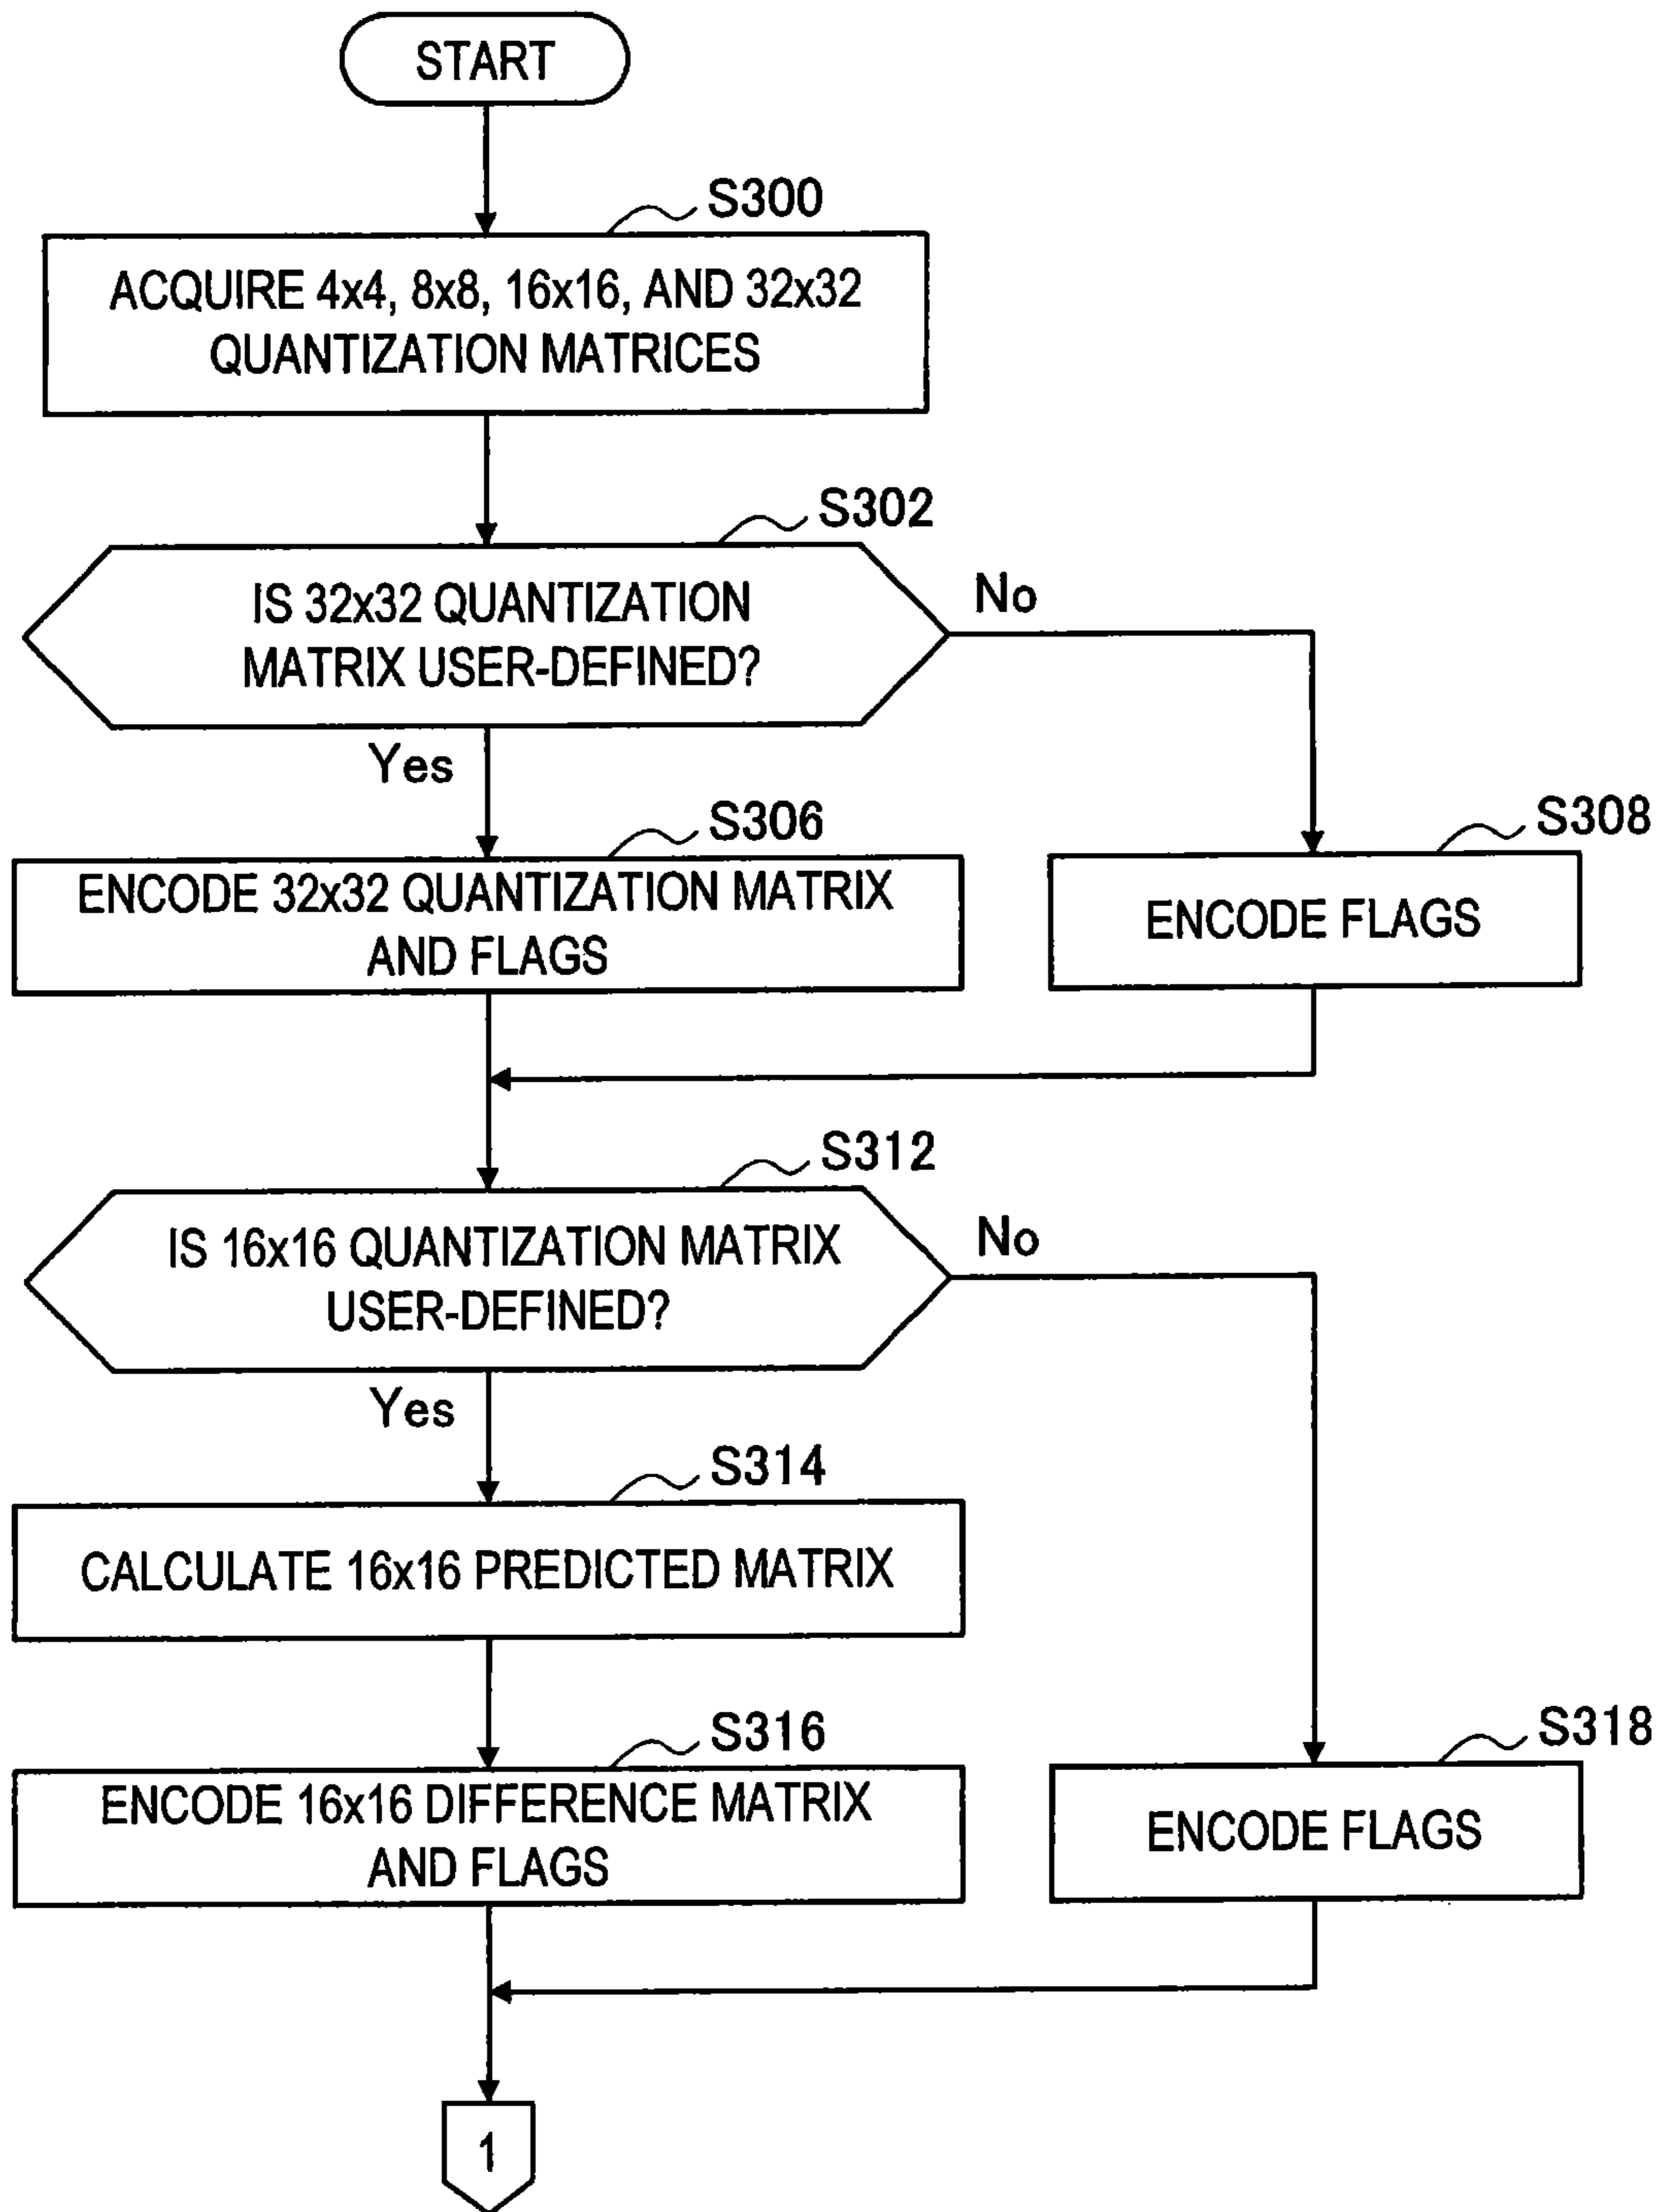 START
S300
ACQUIRE 4x4, 8x8, 16x16, AND 32x32
QUANTIZATION MATRICES
S302
IS 32x32 QUANTIZATION
MATRIX USER-DEFINED?
No
Yes
S306
ENCODE 32x32 QUANTIZATION MATRIX
AND FLAGS
S308
ENCODE FLAGS
S312
IS 16x16 QUANTIZATION MATRIX
USER-DEFINED?
No
Yes
S314
CALCULATE 16x16 PREDICTED MATRIX
S316
ENCODE 16x16 DIFFERENCE MATRIX
AND FLAGS
S318
ENCODE FLAGS
1